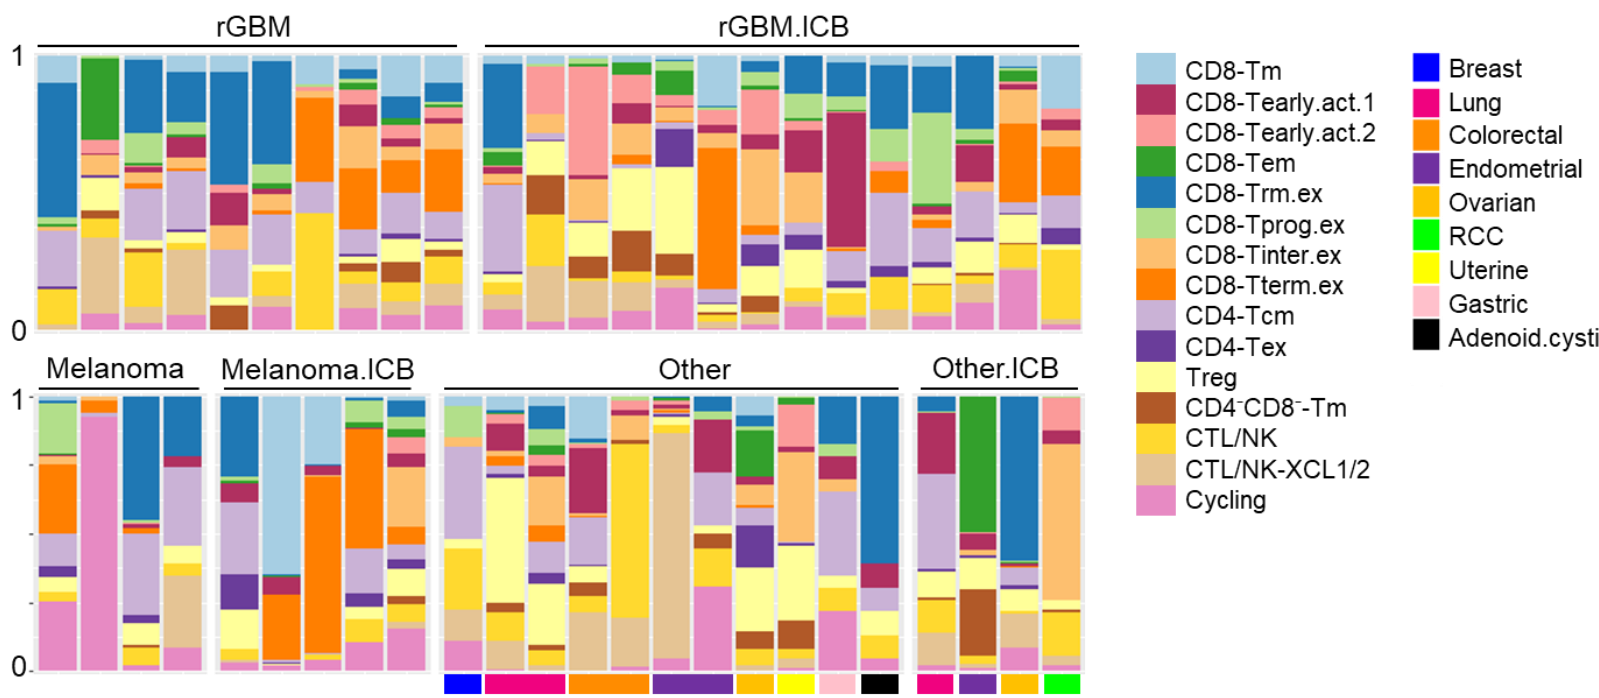 rGBM
rGBM.ICB
1
0
Melanoma
Melanoma.ICB
Other
Other.ICB
1
0
CD8-Tm
CD8-Tearly.act.1
CD8-Tearly.act.2
CD8-Tem
CD8-Trm.ex
CD8-Tprog.ex
CD8-Tinter.ex
CD8-Tterm.ex
CD4-Tcm
CD4-Tex
Treg
CD4⁻CD8⁻-Tm
CTL/NK
CTL/NK-XCL1/2
Cycling
Breast
Lung
Colorectal
Endometrial
Ovarian
RCC
Uterine
Gastric
Adenoid.cysti